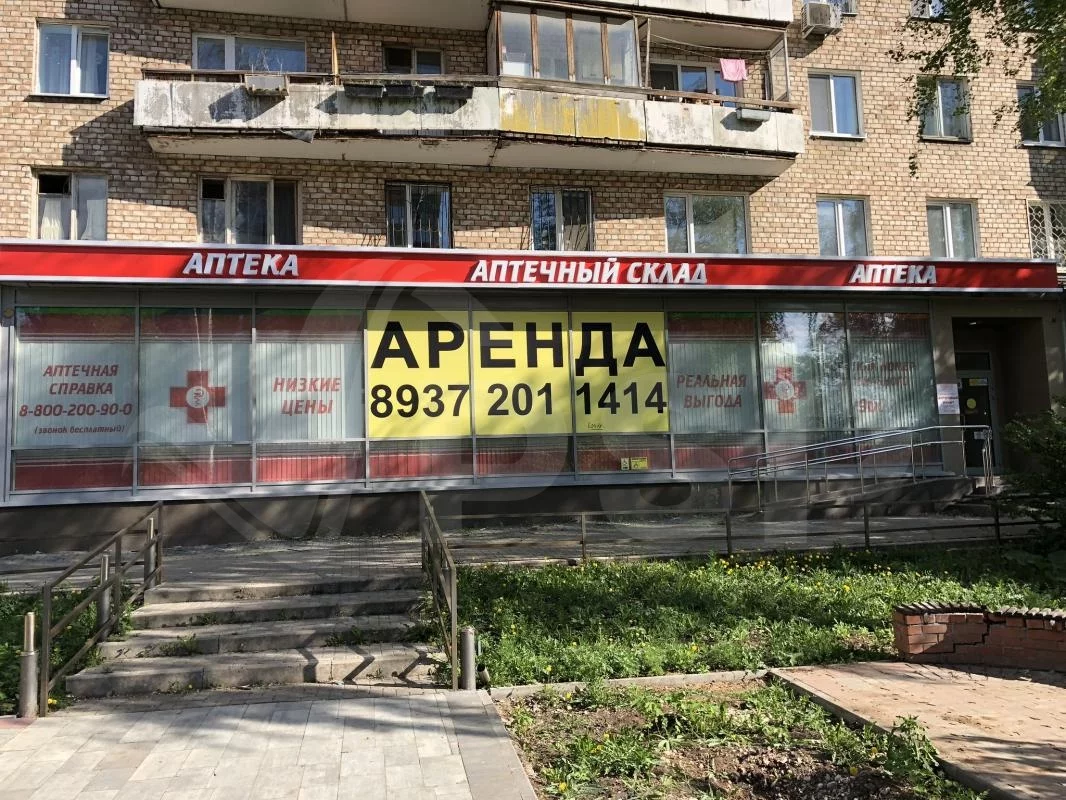 АПТЕКА
АПТЕЧНЫЙ СКЛАД
АПТЕКА
АПТЕЧНАЯ
СПРАВКА
8-800-200-90-0
(звонок бесплатный)
НИЗКИЕ
ЦЕНЫ
АРЕНДА
8937 201 1414
РЕАЛЬНАЯ
ВЫГОДА